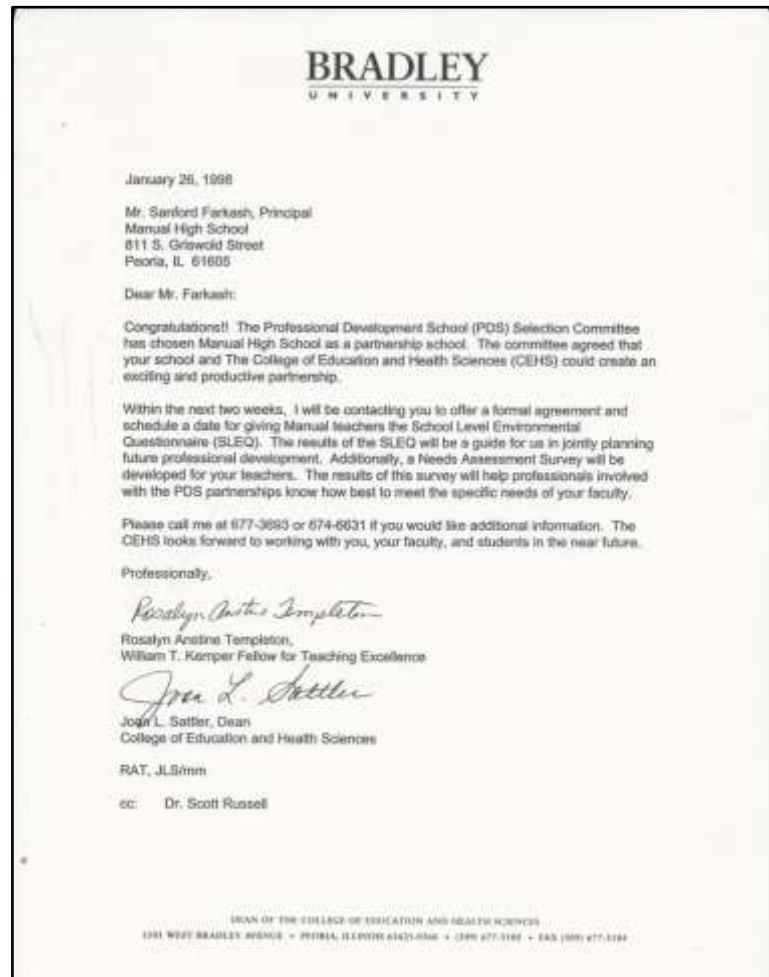 BRADLEY
UNIVERSITY
January 26, 1998
Mr. Sanford Farkash, Principal
Manual High School
811 S. Griswold Street
Peoria, IL 61605
Dear Mr. Farkash:
Congratulations!! The Professional Development School (PDS) Selection Committee
has chosen Manual High School as a partnership school. The committee agreed that
your school and The College of Education and Health Sciences (CEHS) could create an
exciting and productive partnership.
Within the next two weeks, I will be contacting you to offer a formal agreement and
schedule a date for giving Manual teachers the School Level Environmental
Questionnaire (SLEQ). The results of the SLEQ will be a guide for us in jointly planning
future professional development. Additionally, a Needs Assessment Survey will be
developed for your teachers. The results of this survey will help professionals involved
with the PDS partnerships know how best to meet the specific needs of your faculty.
Please call me at 677-3693 or 674-6631 if you would like additional information. The
CEHS looks forward to working with you, your faculty, and students in the near future.
Professionally,
Rosalyn Anstine Templeton
Rosalyn Anstine Templeton,
William T. Kemper Fellow for Teaching Excellence
Joan L. Sattler
Joan L. Sattler, Dean
College of Education and Health Sciences
RAT, JLS/mm
cc: Dr. Scott Russell
DEAN OF THE COLLEGE OF EDUCATION AND HEALTH SCIENCES
1501 WEST BRADLEY AVENUE • PEORIA, ILLINOIS • (309) • FAX (309)